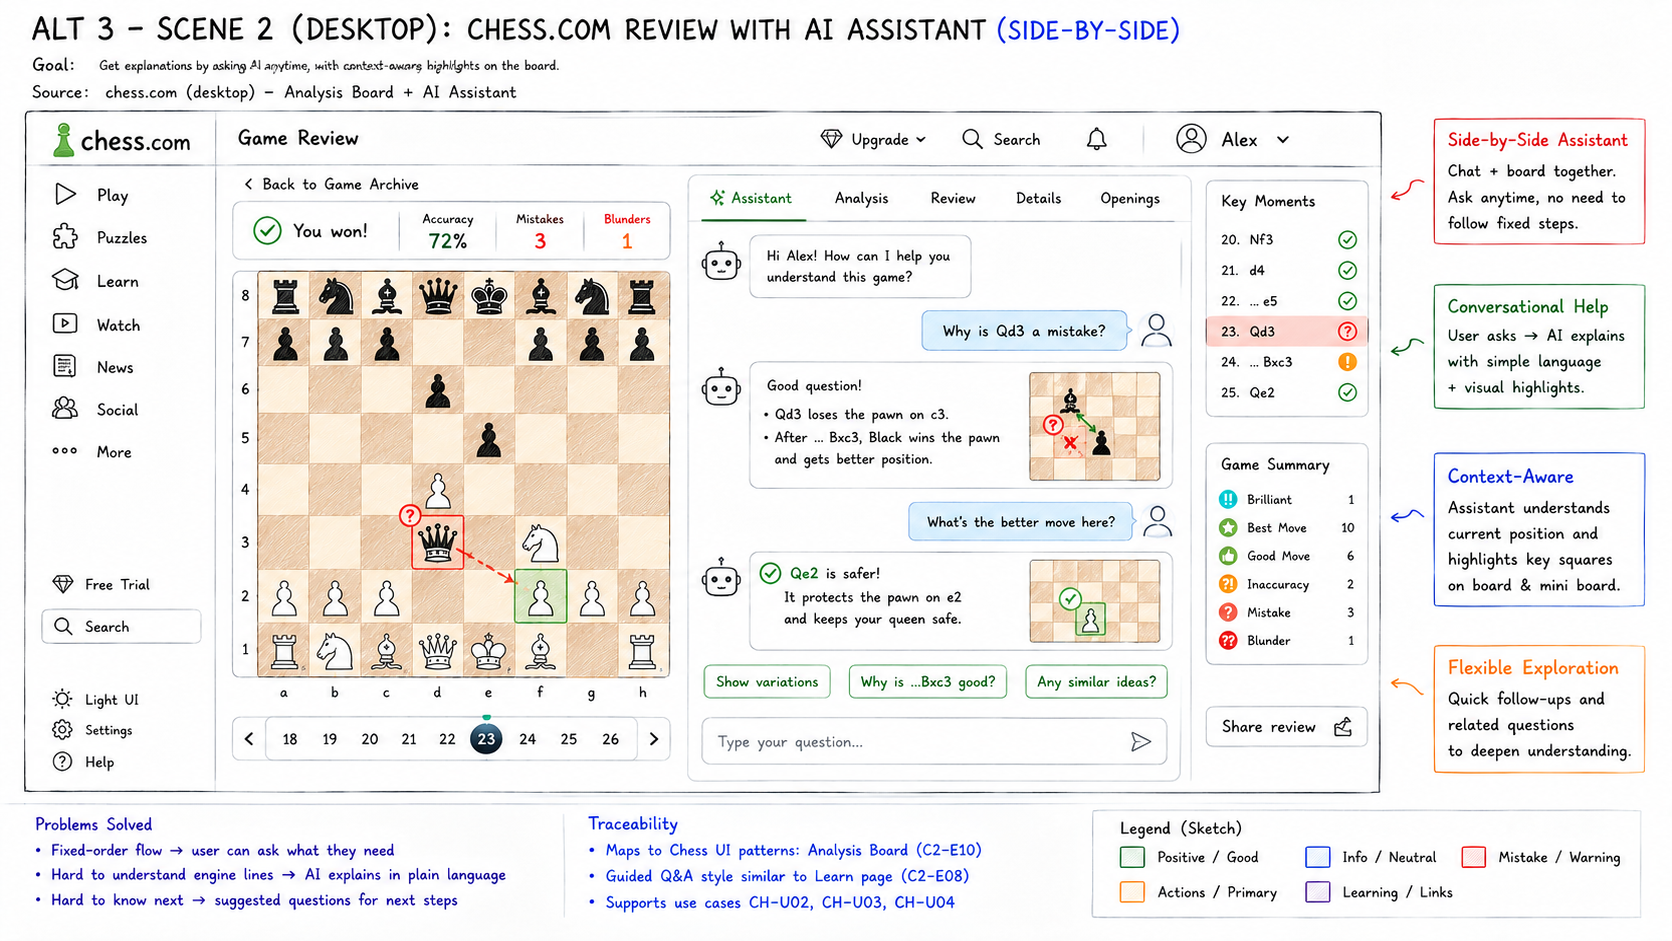 ALT 3 – SCENE 2 (DESKTOP): CHESS.COM REVIEW WITH AI ASSISTANT (SIDE-BY-SIDE)
Goal: Get explanations by asking AI anytime, with context-aware highlights on the board.
Source: chess.com (desktop) – Analysis Board + AI Assistant
chess.com
Game Review
Upgrade
Search
Alex
Play
Puzzles
Learn
Watch
News
Social
More
Free Trial
Search
Light UI
Settings
Help
< Back to Game Archive
You won!
Accuracy
72%
Mistakes
3
Blunders
1
8
7
6
5
4
3
2
1
?
a b c d e f g h
< 18 19 20 21 22 23 24 25 26 >
Assistant Analysis Review Details Openings
Hi Alex! How can I help you
understand this game?
Why is Qd3 a mistake?
Good question!
• Qd3 loses the pawn on c3.
• After ... Bxc3, Black wins the pawn
and gets better position.
?
What's the better move here?
Qe2 is safer!
It protects the pawn on e2
and keeps your queen safe.
Show variations
Why is ...Bxc3 good?
Any similar ideas?
Type your question...
Key Moments
20. Nf3
21. d4
22. ... e5
23. Qd3 ?
24. ... Bxc3 !
25. Qe2
Game Summary
!! Brilliant 1
Best Move 10
Good Move 6
?! Inaccuracy 2
? Mistake 3
?? Blunder 1
Share review
Side-by-Side Assistant
Chat + board together.
Ask anytime, no need to
follow fixed steps.
Conversational Help
User asks → AI explains
with simple language
+ visual highlights.
Context-Aware
Assistant understands
current position and
highlights key squares
on board & mini board.
Flexible Exploration
Quick follow-ups and
related questions
to deepen understanding.
Problems Solved
• Fixed-order flow → user can ask what they need
• Hard to understand engine lines → AI explains in plain language
• Hard to know next → suggested questions for next steps
Traceability
• Maps to Chess UI patterns: Analysis Board (C2-E10)
• Guided Q&A style similar to Learn page (C2-E08)
• Supports use cases CH-U02, CH-U03, CH-U04
Legend (Sketch)
Positive / Good
Info / Neutral
Mistake / Warning
Actions / Primary
Learning / Links